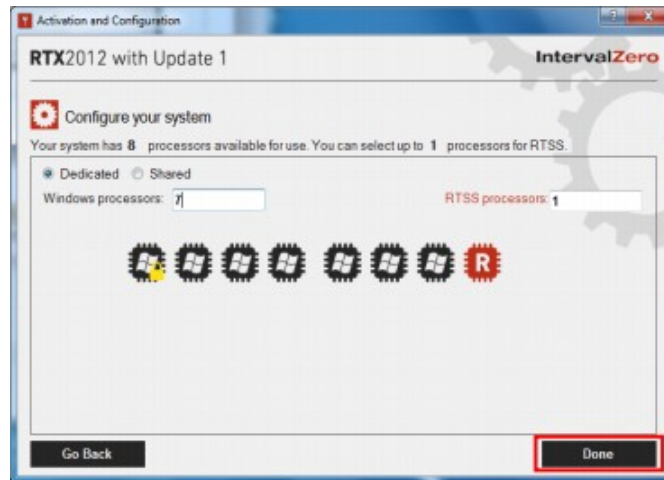 Activation and Configuration
RTX2012 with Update 1
IntervalZero
Configure your system
Your system has 8 processors available for use. You can select up to 1 processors for RTSS.
Dedicated Shared
Windows processors: 7 RTSS processors: 1
R
Go Back Done